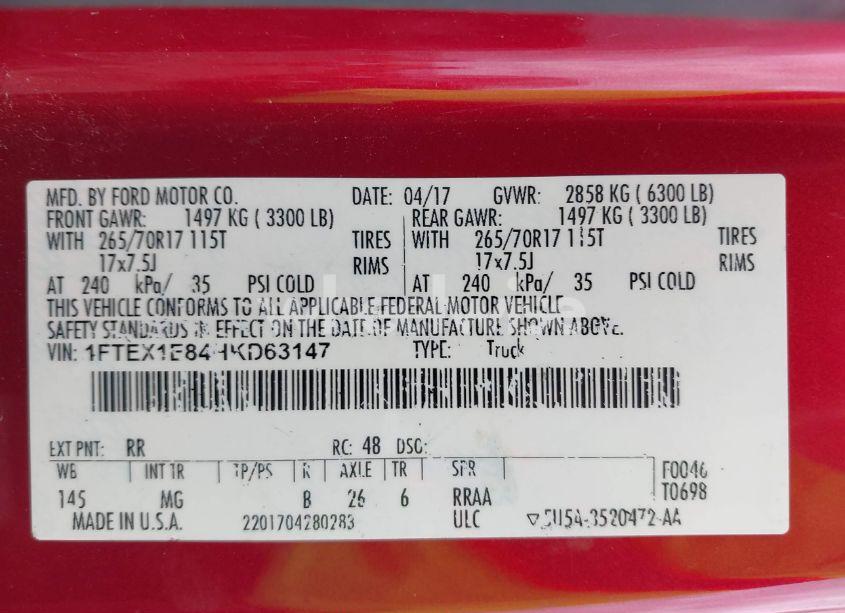 MFD. BY FORD MOTOR CO. DATE: 04/17 GVWR: 2858 KG ( 6300 LB)
FRONT GAWR: 1497 KG ( 3300 LB) REAR GAWR: 1497 KG ( 3300 LB)
WITH 265/70R17 115T TIRES WITH 265/70R17 115T TIRES
17x7.5J RIMS 17x7.5J RIMS
AT 240 kPa/ 35 PSI COLD AT 240 kPa/ 35 PSI COLD
THIS VEHICLE CONFORMS TO ALL APPLICABLE FEDERAL MOTOR VEHICLE
SAFETY STANDARDS IN EFFECT ON THE DATE OF MANUFACTURE SHOWN ABOVE.
VIN: TYPE: Truck
EXT PNT: RR RC: 48 DSO:
WB INT TR TP/PS R AXLE TR SPR F0046
145 MG B 26 6 RRAA T0698
MADE IN U.S.A. 2201704280283 ULC